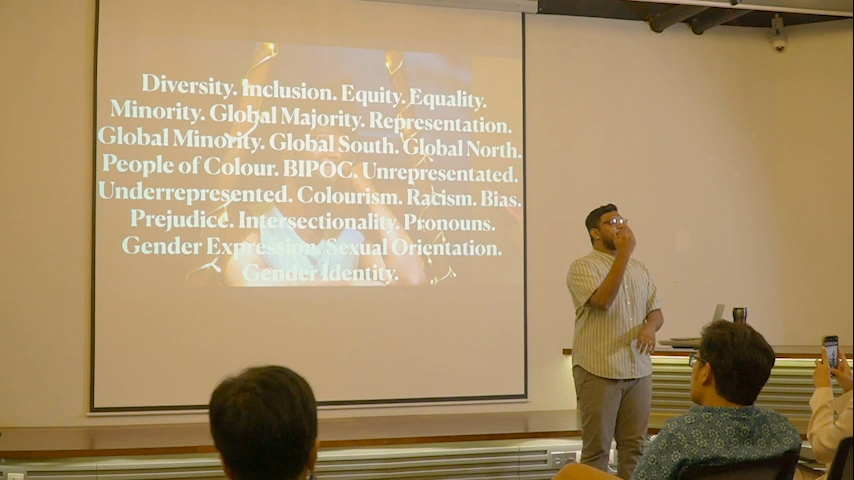 Diversity. Inclusion. Equity. Equality.
Minority. Global Majority. Representation.
Global Minority. Global South. Global North.
People of Colour. BIPOC. Unrepresentated.
Underrepresented. Colourism. Racism. Bias.
Prejudice. Intersectionality. Pronouns.
Gender Expression. Sexual Orientation.
Gender Identity.